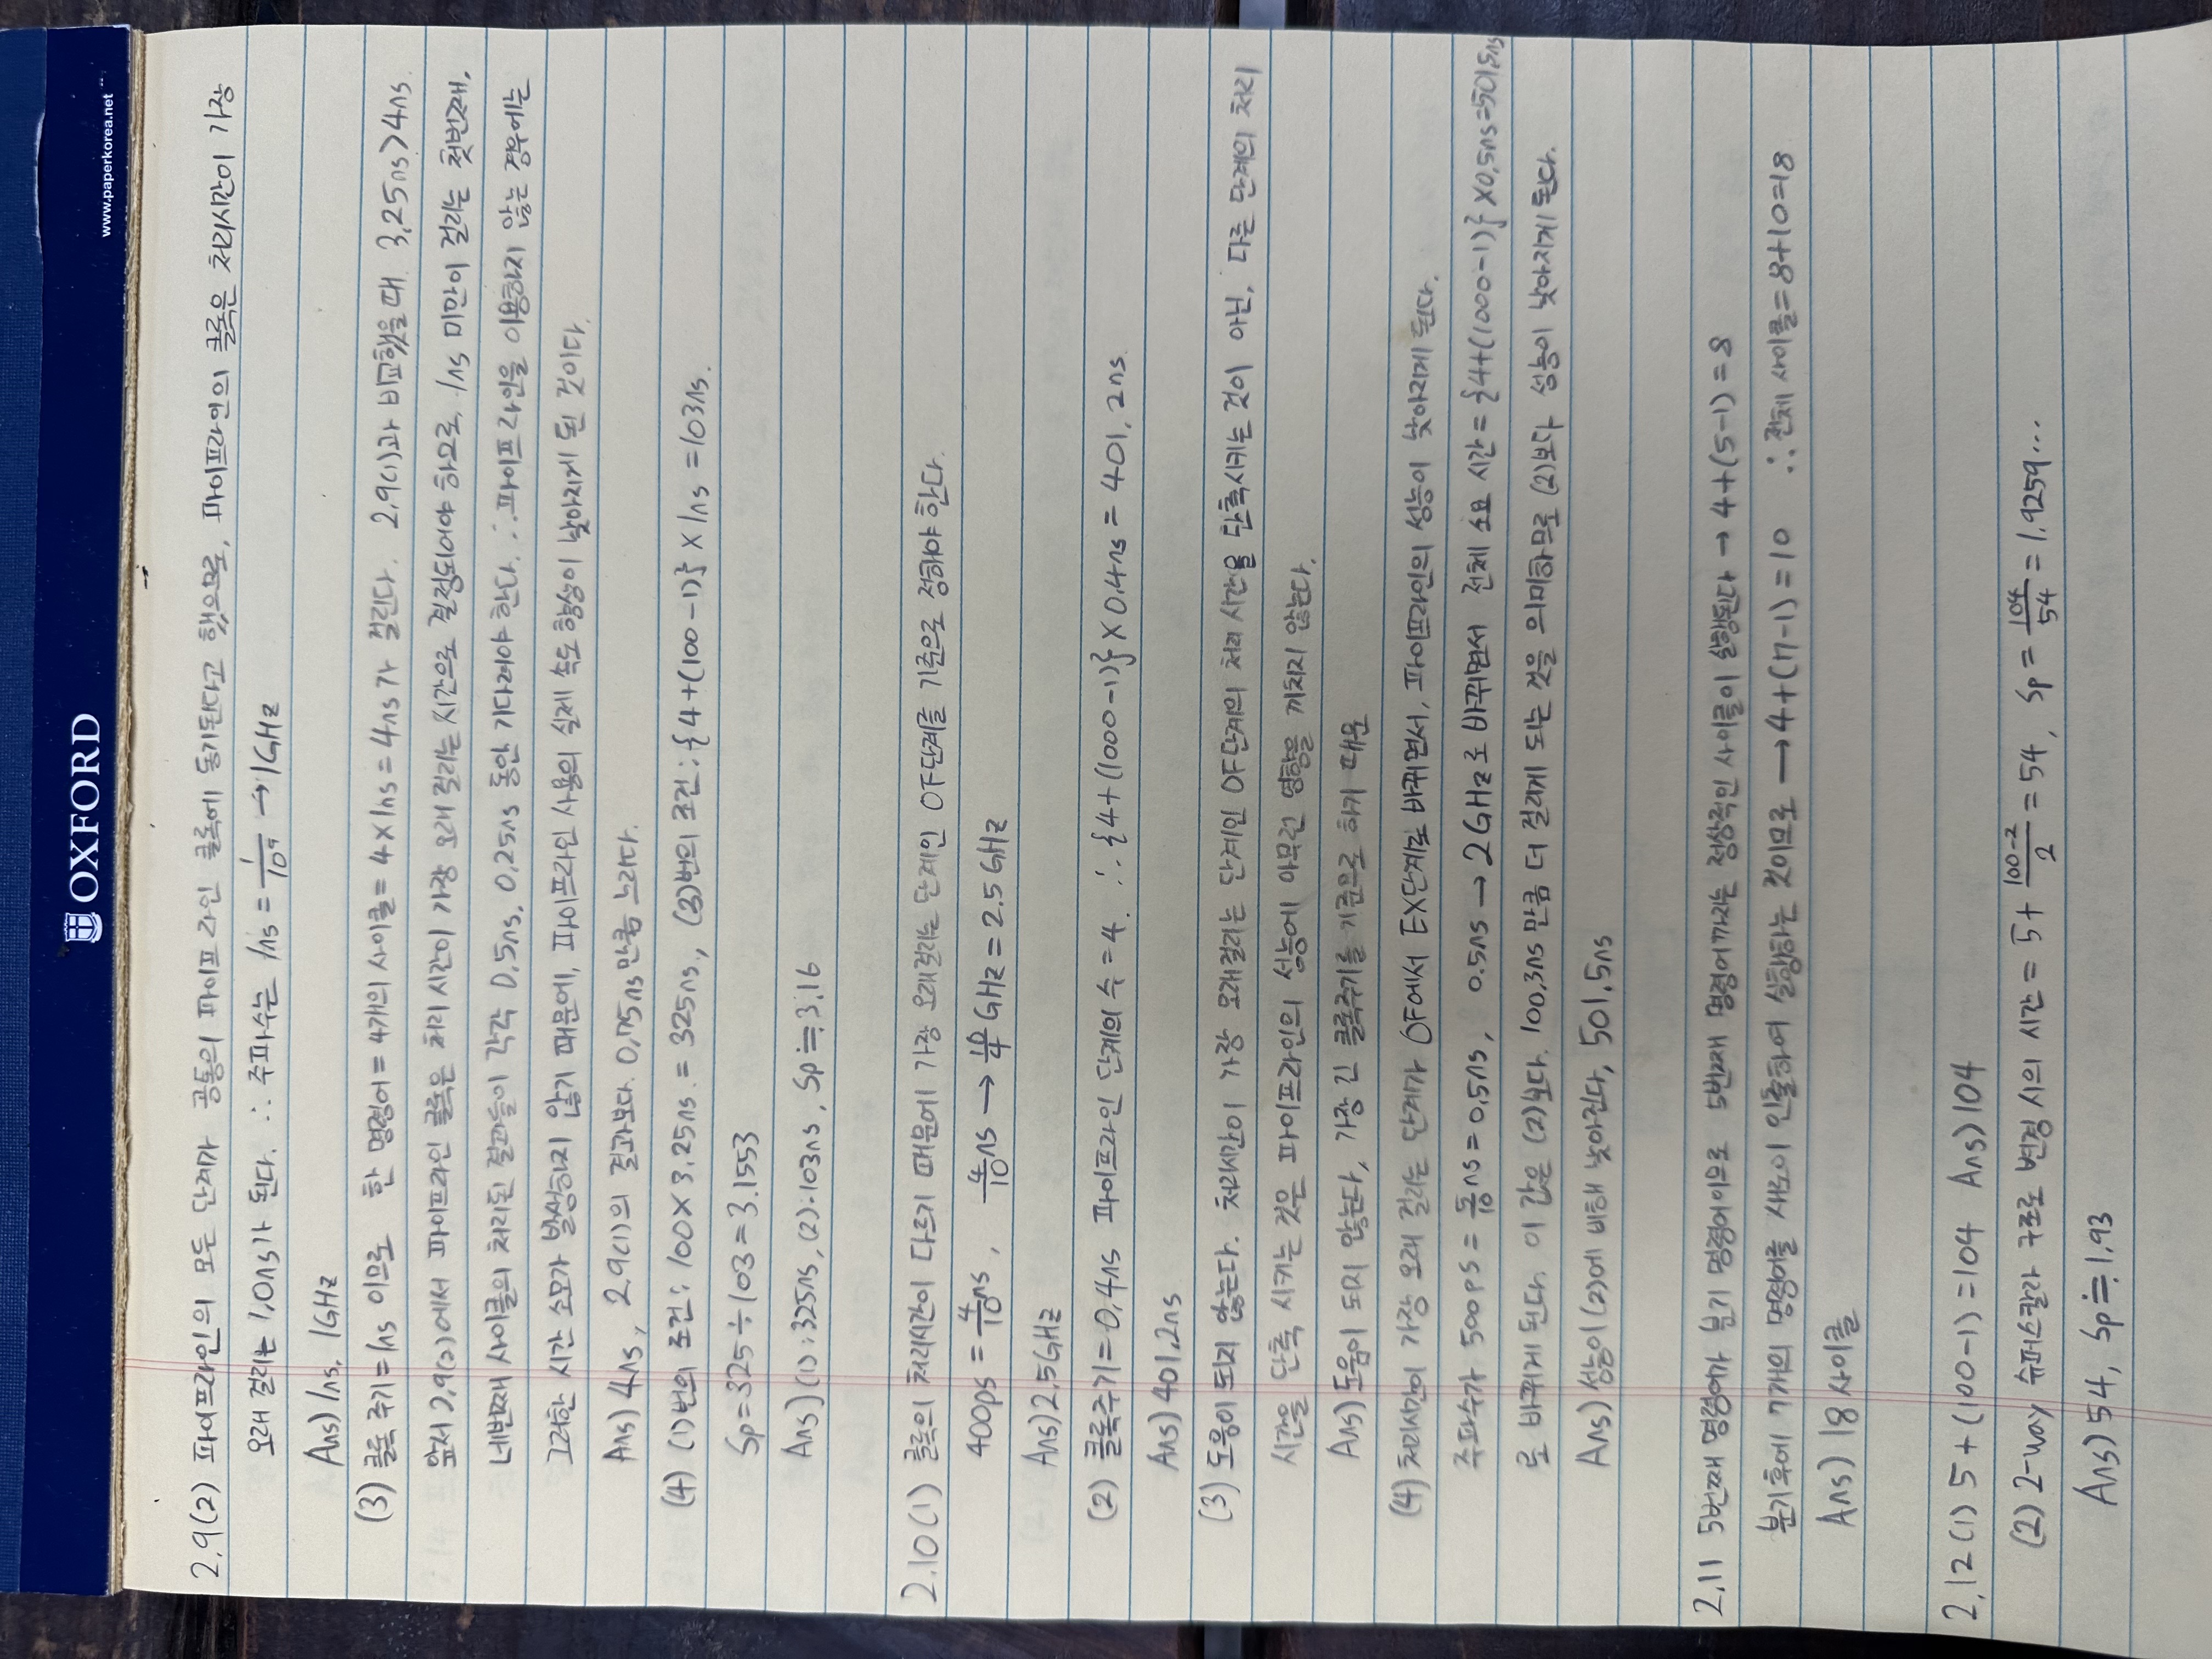 OXFORD
www.paperkorea.net
2.9(2) 파이프라인의 모든 단계가 공통의 파이프라인 클록에 동기된다고 했으므로, 파이프라인의 클록은 처리시간이 가장
오래 걸리는 1.0ns가 된다. ∴ 주파수는 1ns = 1/10⁹ → 1GHz
Ans) 1ns, 1GHz
(3) 클록 주기=1ns 이므로 한 명령어 = 4개의 사이클 = 4×1ns = 4ns가 걸린다. 2.9(1)과 비교했을 때 3.25ns > 4ns.
앞서 2.9(2)에서 파이프라인 클록은 처리 시간이 가장 오래 걸리는 시간으로 결정되어야 하므로, 1ns 미만이 걸리는 첫번째,
네번째 사이클의 처리된 결과들이 각각 0.5ns, 0.25ns 동안 기다려야 한다. ∴ 파이프라인을 이용하지 않는 경우에는
그러한 시간 소모가 발생하지 않기 때문에, 파이프라인 사용의 실제 속도 향상이 낮아지게 된 것이다.
Ans) 4ns, 2.9(1)의 결과보다 0.75ns 만큼 느리다.
(4) (1)번의 조건 : 100 × 3.25ns = 325ns, (3)번의 조건 : {4+(100-1)} × 1ns = 103ns.
Sp = 325 ÷ 103 = 3.1553
Ans) (1) : 325ns, (2) : 103ns, Sp ≒ 3.16
2.10(1) 클록의 처리시간이 다르기 때문에 가장 오래걸리는 단계인 OF단계를 기준으로 정해야 한다.
400ps = 4/10 ns, 4/10 ns → 10/4 GHz = 2.5 GHz
Ans) 2.5GHz
(2) 클록주기 = 0.4ns 파이프라인 단계의 수 = 4. ∴ {4+(1000-1)} × 0.4ns = 401.2ns.
Ans) 401.2ns
(3) 도움이 되지 않는다. 처리시간이 가장 오래걸리는 단계인 OF단계의 처리 시간을 단축시키는 것이 아닌, 다른 단계의 처리
시간을 단축 시키는 것은 파이프라인의 성능에 아무런 영향을 끼치지 않는다.
Ans) 도움이 되지 않는다, 가장 긴 클록주기를 기준으로 하기 때문
(4) 처리시간이 가장 오래 걸리는 단계가 OF에서 EX단계로 바뀌면서, 파이프라인의 성능이 낮아지게 된다.
주파수가 500ps = 5/10 ns = 0.5ns, 0.5ns → 2GHz로 바뀌면서 전체 소요 시간 = {4+(1000-1)} × 0.5ns = 501.5ns
로 바뀌게 된다. 이 값은 (2)보다 100.3ns 만큼 더 걸리게 되는 것을 의미하므로 (2)보다 성능이 낮아지게 된다.
Ans) 성능이 (2)에 비해 낮아진다, 501.5ns
2.11 5번째 명령어가 분기 명령어이므로 5번째 명령어까지는 정상적인 사이클이 실행된다 → 4+(5-1) = 8
분기후에 7개의 명령어를 새로이 인출하여 실행하는 것이므로 → 4+(7-1) = 10 ∴ 전체 사이클 = 8+10=18
Ans) 18 사이클
2.12(1) 5+(100-1) = 104 Ans) 104
(2) 2-way 슈퍼스칼라 구조로 변경 시의 시간 = 5 + (100-2)/2 = 54, Sp = 104/54 = 1.9259…
Ans) 54, Sp ≒ 1.93